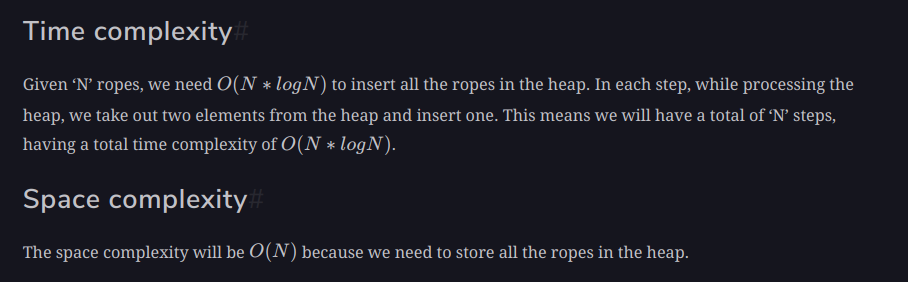 Time complexity#
Given ‘N’ ropes, we need O(N ∗ logN) to insert all the ropes in the heap. In each step, while processing the
heap, we take out two elements from the heap and insert one. This means we will have a total of ‘N’ steps,
having a total time complexity of O(N ∗ logN).
Space complexity#
The space complexity will be O(N) because we need to store all the ropes in the heap.